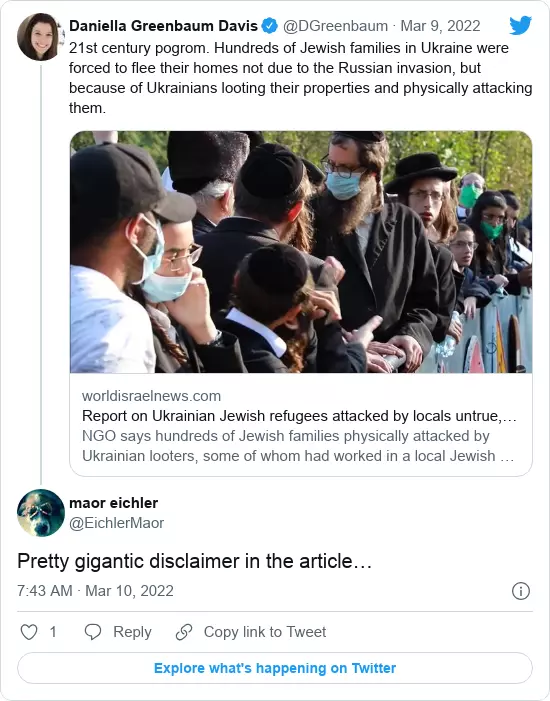 Daniella Greenbaum Davis @DGreenbaum · Mar 9, 2022
21st century pogrom. Hundreds of Jewish families in Ukraine were
forced to flee their homes not due to the Russian invasion, but
because of Ukrainians looting their properties and physically attacking
them.
worldisraelnews.com
Report on Ukrainian Jewish refugees attacked by locals untrue,…
NGO says hundreds of Jewish families physically attacked by
Ukrainian looters, some of whom had worked in a local Jewish …
maor eichler
@EichlerMaor
Pretty gigantic disclaimer in the article…
7:43 AM · Mar 10, 2022
1 Reply Copy link to Tweet
Explore what's happening on Twitter